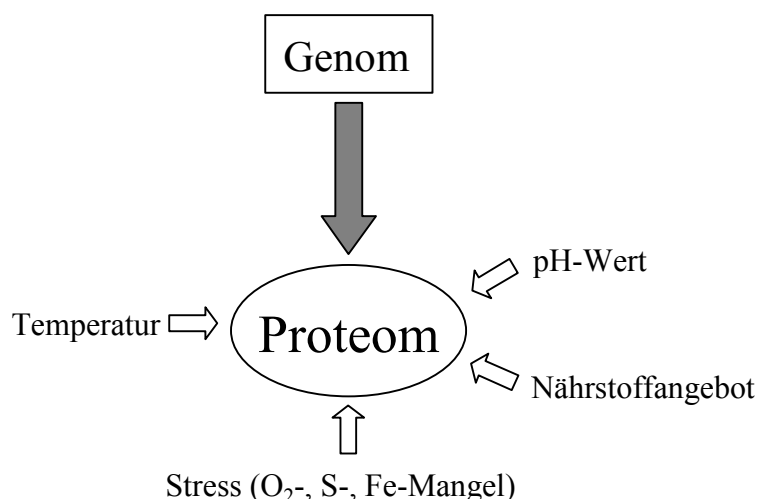 Genom
pH-Wert
Temperatur
Proteom
Nährstoffangebot
Stress (O₂-, S-, Fe-Mangel)